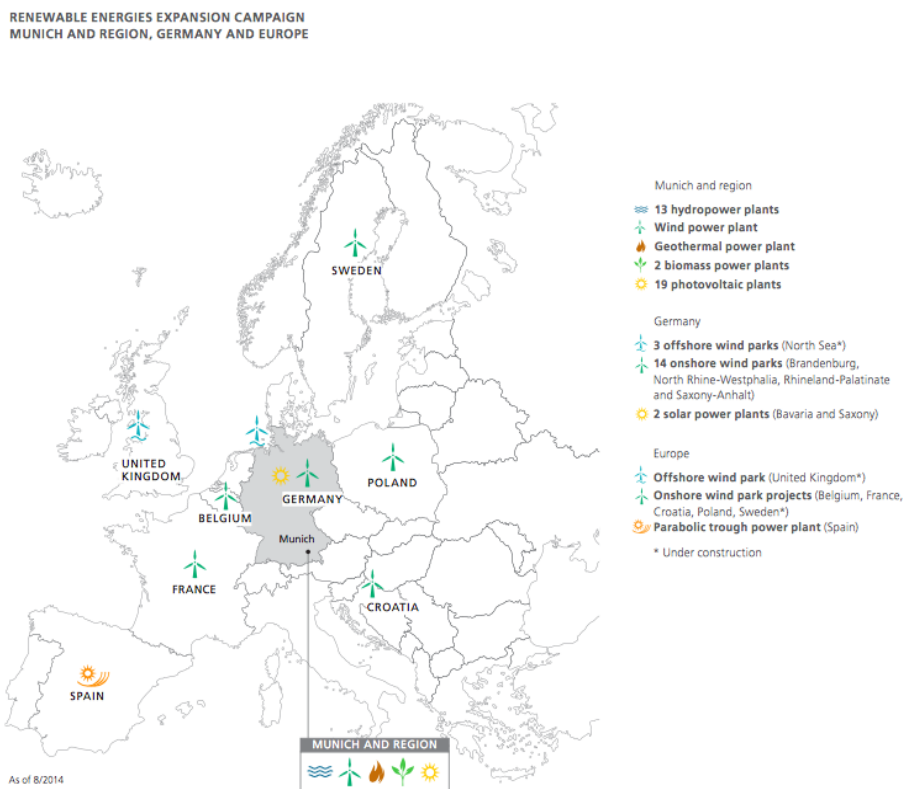 RENEWABLE ENERGIES EXPANSION CAMPAIGN
MUNICH AND REGION, GERMANY AND EUROPE
Munich and region
13 hydropower plants
Wind power plant
Geothermal power plant
2 biomass power plants
19 photovoltaic plants
Germany
3 offshore wind parks (North Sea*)
14 onshore wind parks (Brandenburg,
North Rhine-Westphalia, Rhineland-Palatinate
and Saxony-Anhalt)
2 solar power plants (Bavaria and Saxony)
Europe
Offshore wind park (United Kingdom*)
Onshore wind park projects (Belgium, France,
Croatia, Poland, Sweden*)
Parabolic trough power plant (Spain)
* Under construction
SWEDEN
UNITED
KINGDOM
POLAND
GERMANY
BELGIUM
Munich
FRANCE
CROATIA
SPAIN
MUNICH AND REGION
As of 8/2014